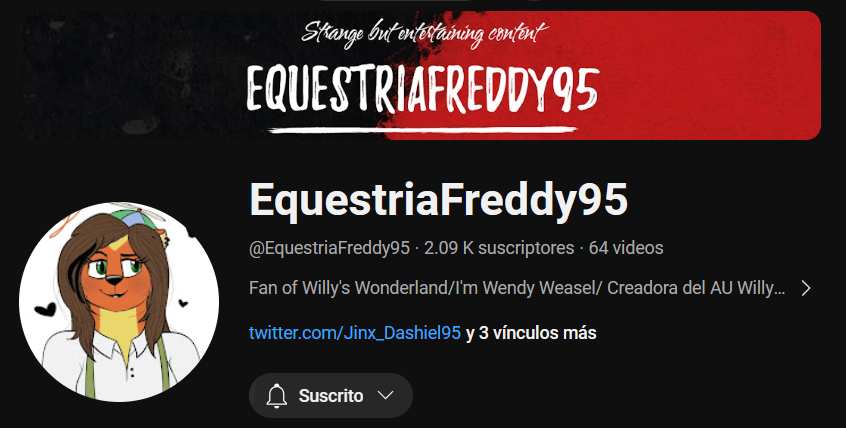 Strange but entertaining content
EQUESTRIAFREDDY95
EquestriaFreddy95
@EquestriaFreddy95 · 2.09 K suscriptores · 64 videos
Fan of Willy's Wonderland/I'm Wendy Weasel/ Creadora del AU Willy...
twitter.com/Jinx_Dashiel95 y 3 vínculos más
Suscrito